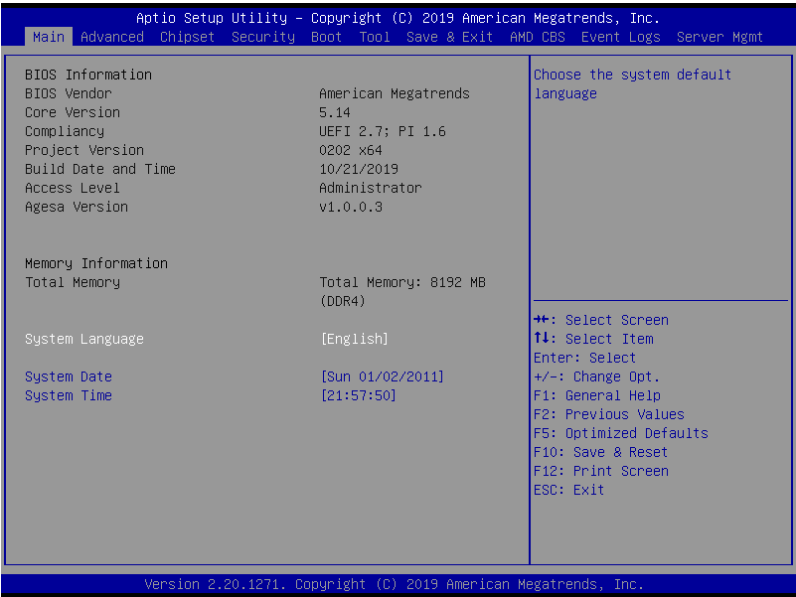 Aptio Setup Utility – Copyright (C) 2019 American Megatrends, Inc.
Main Advanced Chipset Security Boot Tool Save & Exit AMD CBS Event Logs Server Mgmt
BIOS Information
BIOS Vendor American Megatrends
Core Version 5.14
Compliancy UEFI 2.7; PI 1.6
Project Version 0202 x64
Build Date and Time 10/21/2019
Access Level Administrator
Agesa Version v1.0.0.3
Memory Information
Total Memory Total Memory: 8192 MB
(DDR4)
System Language [English]
System Date [Sun 01/02/2011]
System Time [21:57:50]
Choose the system default
language
→←: Select Screen
↑↓: Select Item
Enter: Select
+/-: Change Opt.
F1: General Help
F2: Previous Values
F5: Optimized Defaults
F10: Save & Reset
F12: Print Screen
ESC: Exit
Version 2.20.1271. Copyright (C) 2019 American Megatrends, Inc.